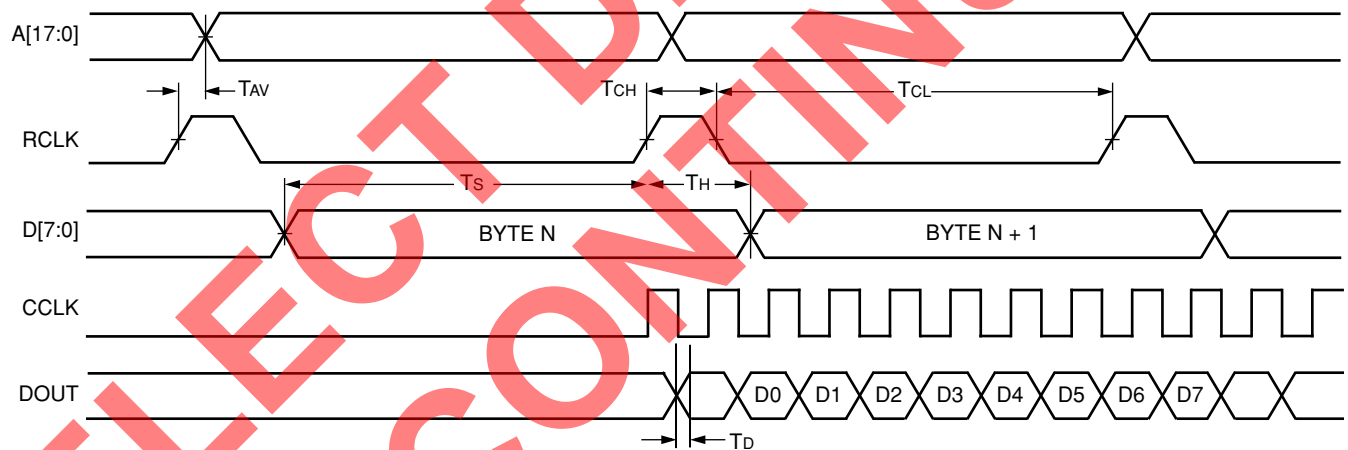 A[17:0]
TAV
TCH
TCL
RCLK
TS
TH
D[7:0]
BYTE N
BYTE N + 1
CCLK
DOUT
D0 D1 D2 D3 D4 D5 D6 D7
TD